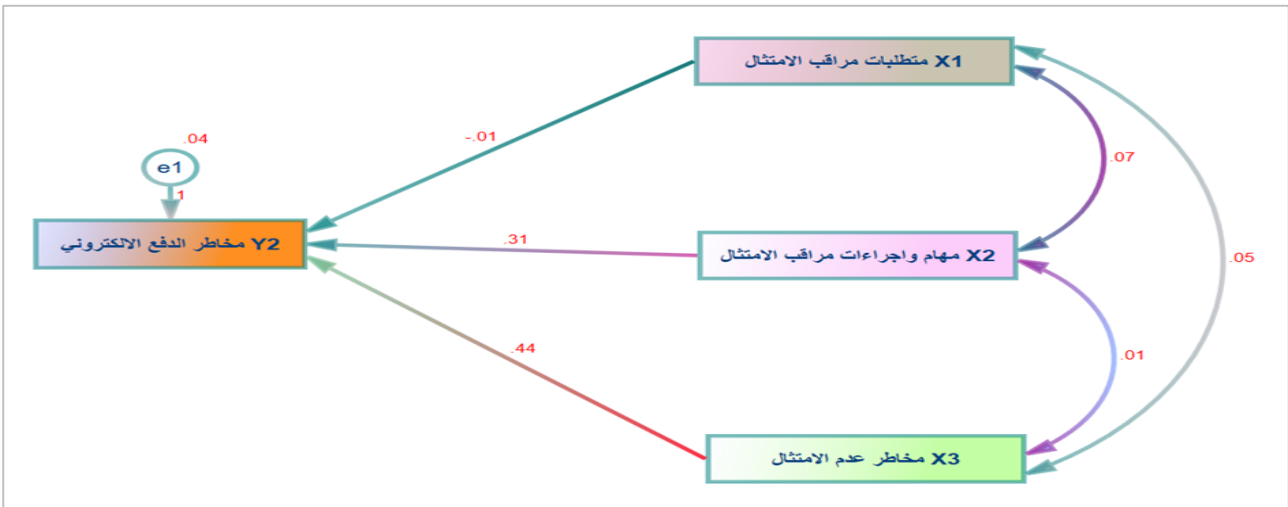 X1 متطلبات مراقب الامتثال
-.01
.04
e1
1
.07
Y2 مخاطر الدفع الالكتروني
.31
X2 مهام واجراءات مراقب الامتثال
.05
.44
.01
X3 مخاطر عدم الامتثال